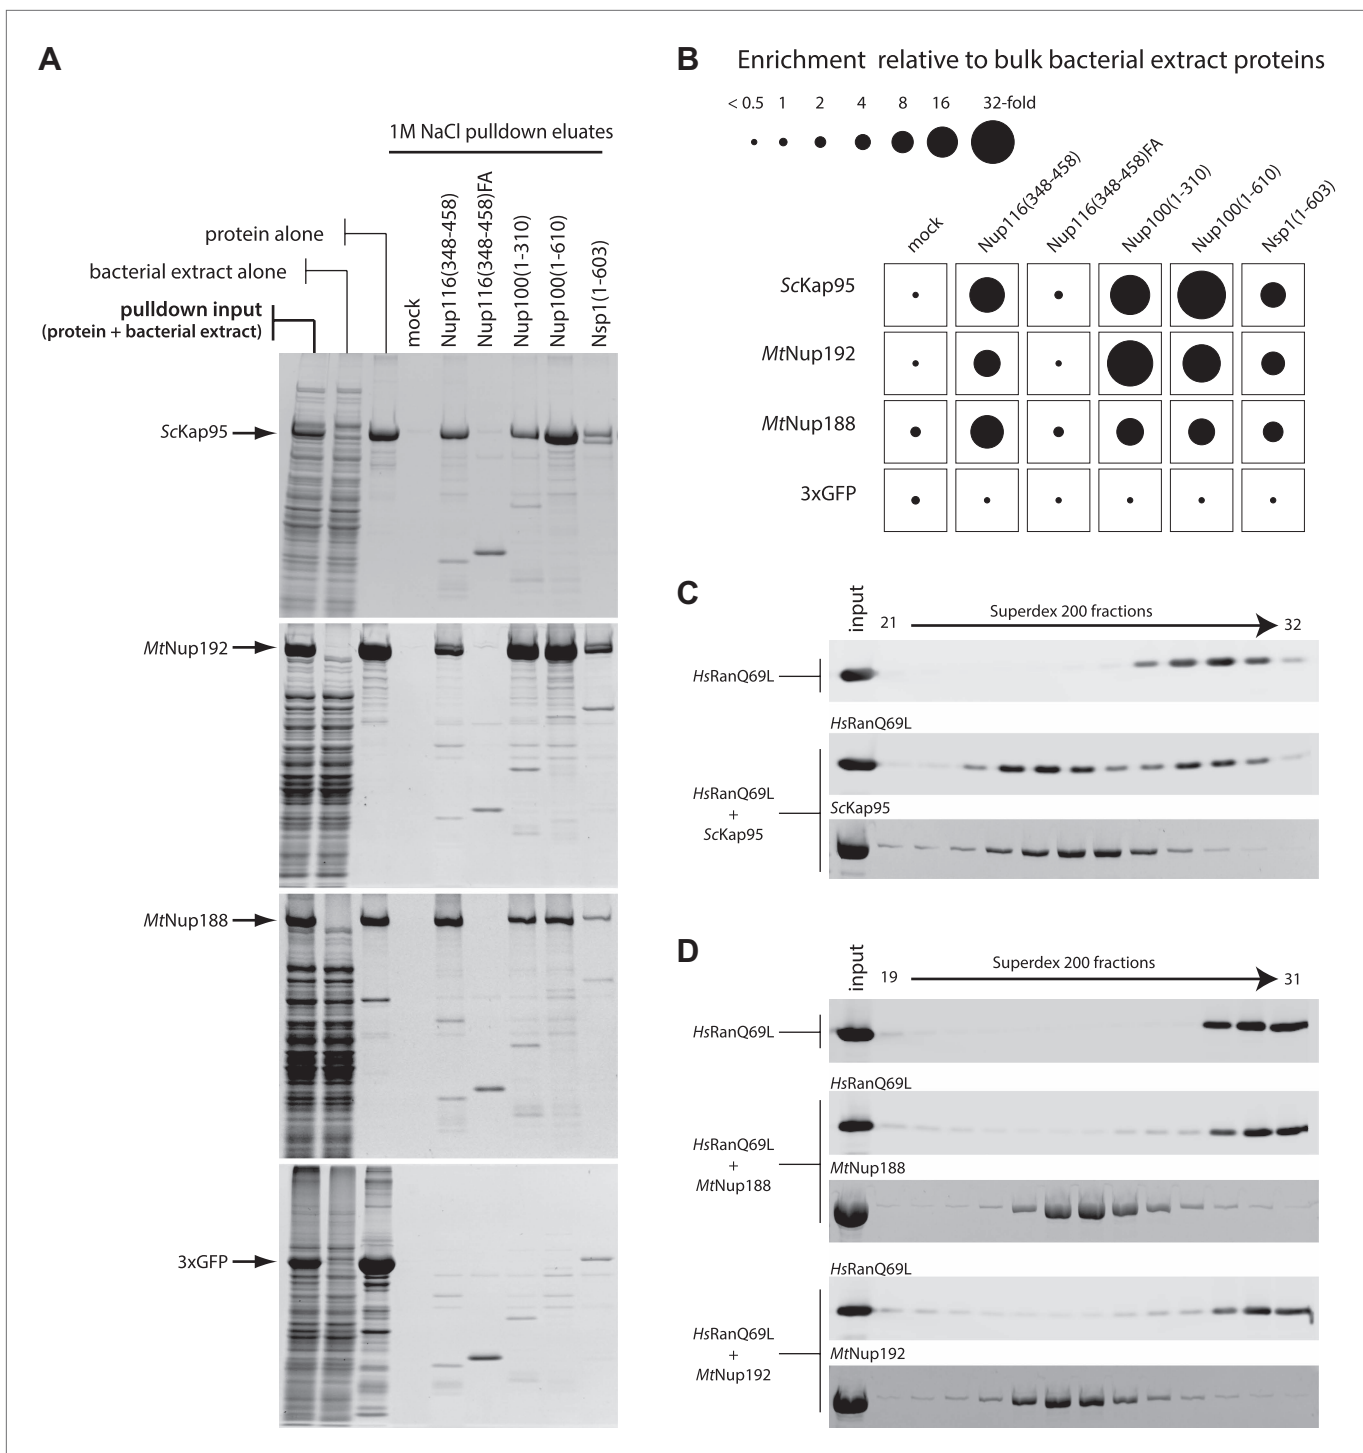 A
1M NaCl pulldown eluates
protein alone
bacterial extract alone
pulldown input
(protein + bacterial extract)
mock
Nup116(348-458)
Nup116(348-458)FA
Nup100(1-310)
Nup100(1-610)
Nsp1(1-603)
ScKap95
MtNup192
MtNup188
3xGFP
B
Enrichment relative to bulk bacterial extract proteins
< 0.5 1 2 4 8 16 32-fold
mock
Nup116(348-458)
Nup116(348-458)FA
Nup100(1-310)
Nup100(1-610)
Nsp1(1-603)
ScKap95
MtNup192
MtNup188
3xGFP
C
input
21
Superdex 200 fractions
32
HsRanQ69L
HsRanQ69L
HsRanQ69L
+
ScKap95
ScKap95
D
input
19
Superdex 200 fractions
31
HsRanQ69L
HsRanQ69L
HsRanQ69L
+
MtNup188
MtNup188
HsRanQ69L
HsRanQ69L
+
MtNup192
MtNup192